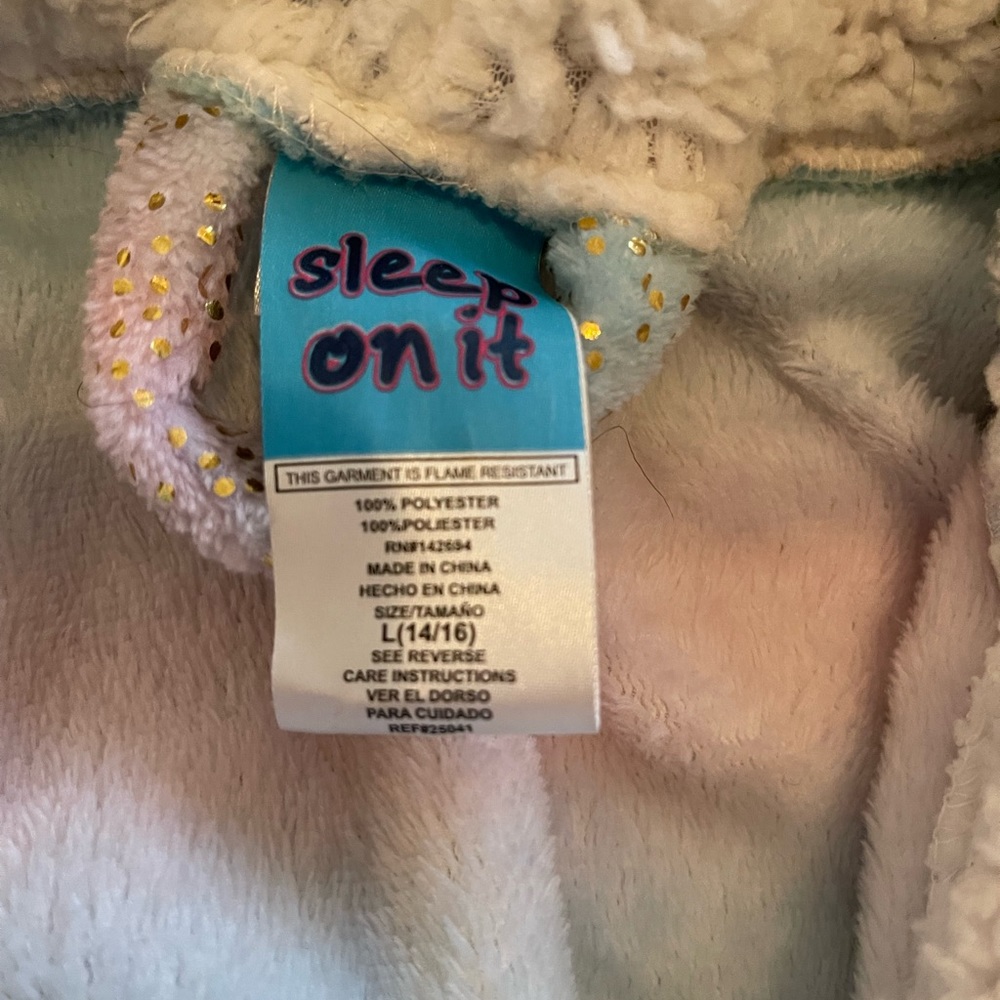 sleep
on it
THIS GARMENT IS FLAME RESISTANT
100% POLYESTER
100%POLIESTER
RN#142694
MADE IN CHINA
HECHO EN CHINA
SIZE/TAMAÑO
L(14/16)
SEE REVERSE
CARE INSTRUCTIONS
VER EL DORSO
PARA CUIDADO
REF#25041